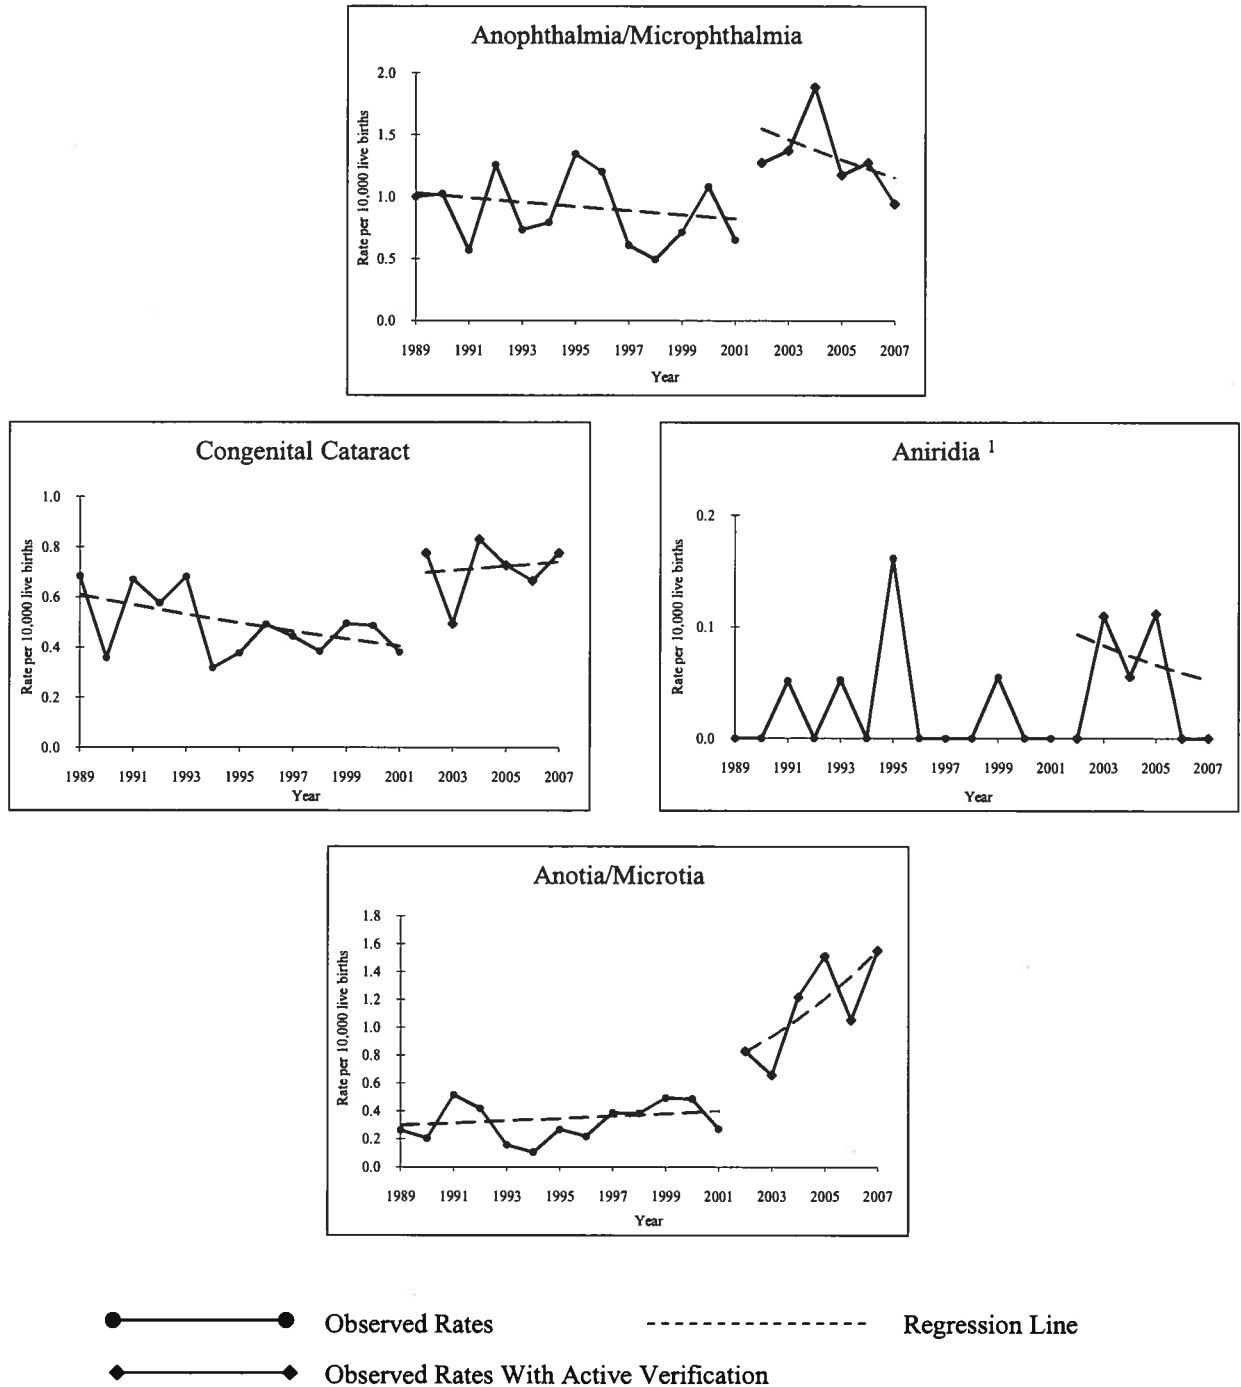 Anophthalmia/Microphthalmia
Rate per 10,000 live births
2.0
1.5
1.0
0.5
0.0
1989 1991 1993 1995 1997 1999 2001 2003 2005 2007
Year
Congenital Cataract
Rate per 10,000 live births
1.0
0.8
0.6
0.4
0.2
0.0
1989 1991 1993 1995 1997 1999 2001 2003 2005 2007
Year
Aniridia 1
Rate per 10,000 live births
0.2
0.1
0.0
1989 1991 1993 1995 1997 1999 2001 2003 2005 2007
Year
Anotia/Microtia
Rate per 10,000 live births
1.8
1.6
1.4
1.2
1.0
0.8
0.6
0.4
0.2
0.0
1989 1991 1993 1995 1997 1999 2001 2003 2005 2007
Year
Observed Rates Regression Line
Observed Rates With Active Verification